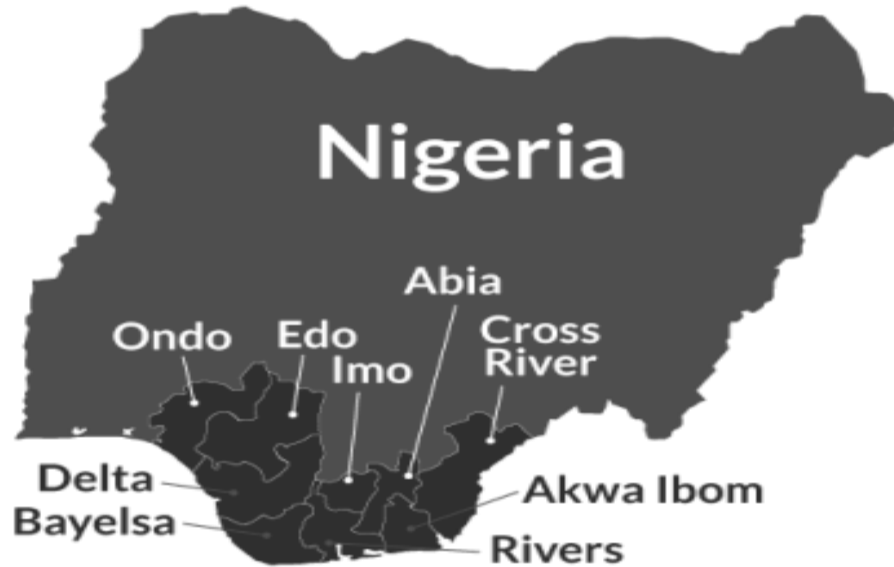 Nigeria
Abia
Ondo
Edo
Cross
River
Imo
Delta
Bayelsa
Akwa Ibom
Rivers